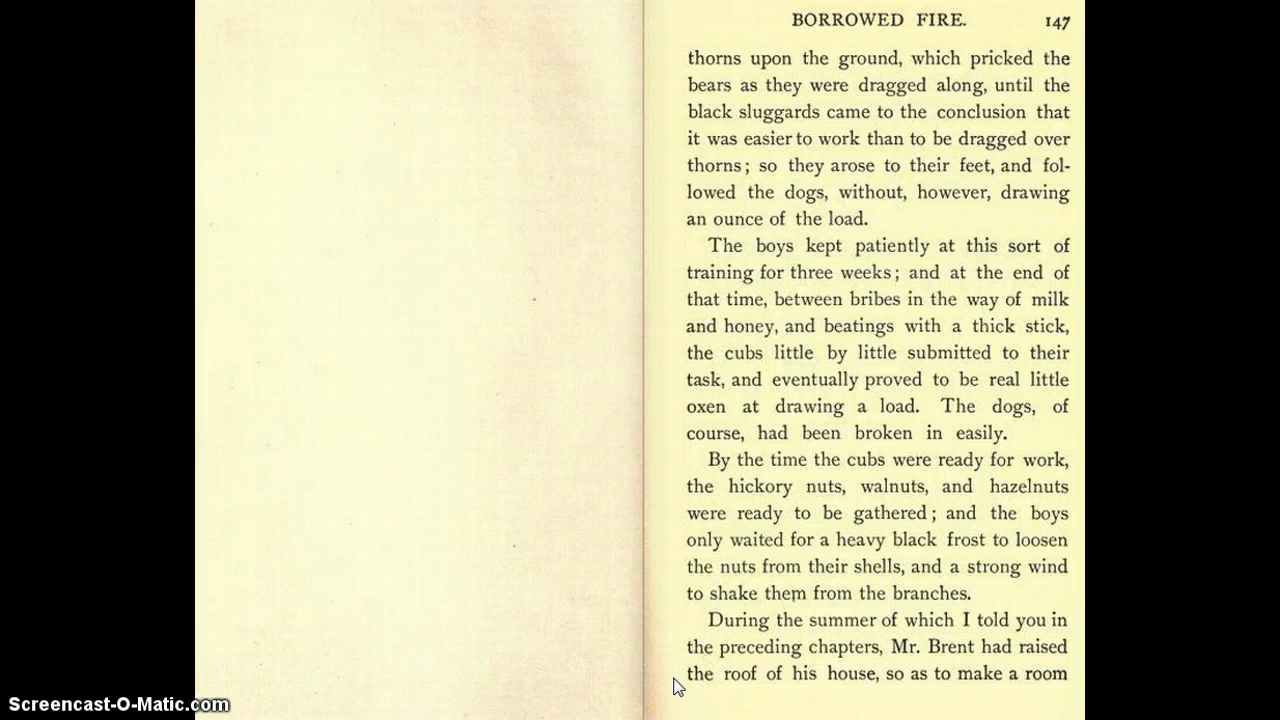 BORROWED FIRE. 147
thorns upon the ground, which pricked the
bears as they were dragged along, until the
black sluggards came to the conclusion that
it was easier to work than to be dragged over
thorns; so they arose to their feet, and fol-
lowed the dogs, without, however, drawing
an ounce of the load.
The boys kept patiently at this sort of
training for three weeks; and at the end of
that time, between bribes in the way of milk
and honey, and beatings with a thick stick,
the cubs little by little submitted to their
task, and eventually proved to be real little
oxen at drawing a load. The dogs, of
course, had been broken in easily.
By the time the cubs were ready for work,
the hickory nuts, walnuts, and hazelnuts
were ready to be gathered; and the boys
only waited for a heavy black frost to loosen
the nuts from their shells, and a strong wind
to shake them from the branches.
During the summer of which I told you in
the preceding chapters, Mr. Brent had raised
the roof of his house, so as to make a room
Screencast-O-Matic.com